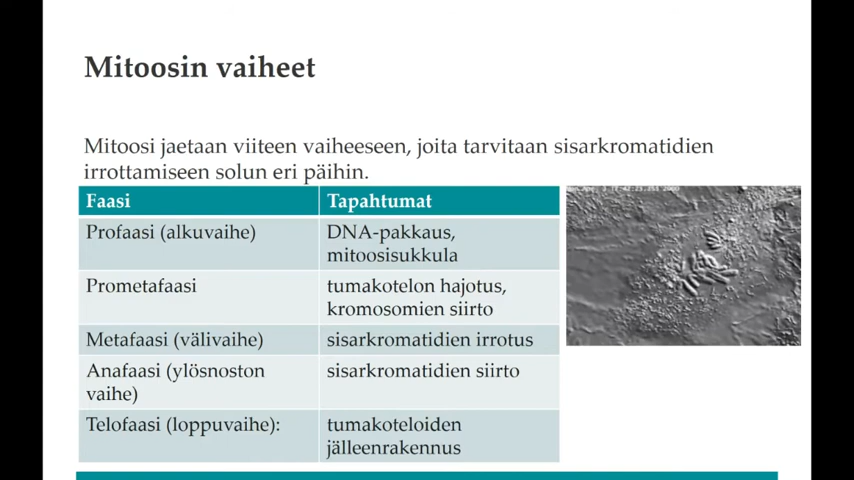 Mitoosin vaiheet
Mitoosi jaetaan viiteen vaiheeseen, joita tarvitaan sisarkromatidien
irrottamiseen solun eri päihin.
Faasi Tapahtumat
Profaasi (alkuvaihe) DNA-pakkaus,
mitoosisukkula
Prometafaasi tumakotelon hajotus,
kromosomien siirto
Metafaasi (välivaihe) sisarkromatidien irrotus
Anafaasi (ylösnoston sisarkromatidien siirto
vaihe)
Telofaasi (loppuvaihe): tumakoteloiden
jälleenrakennus